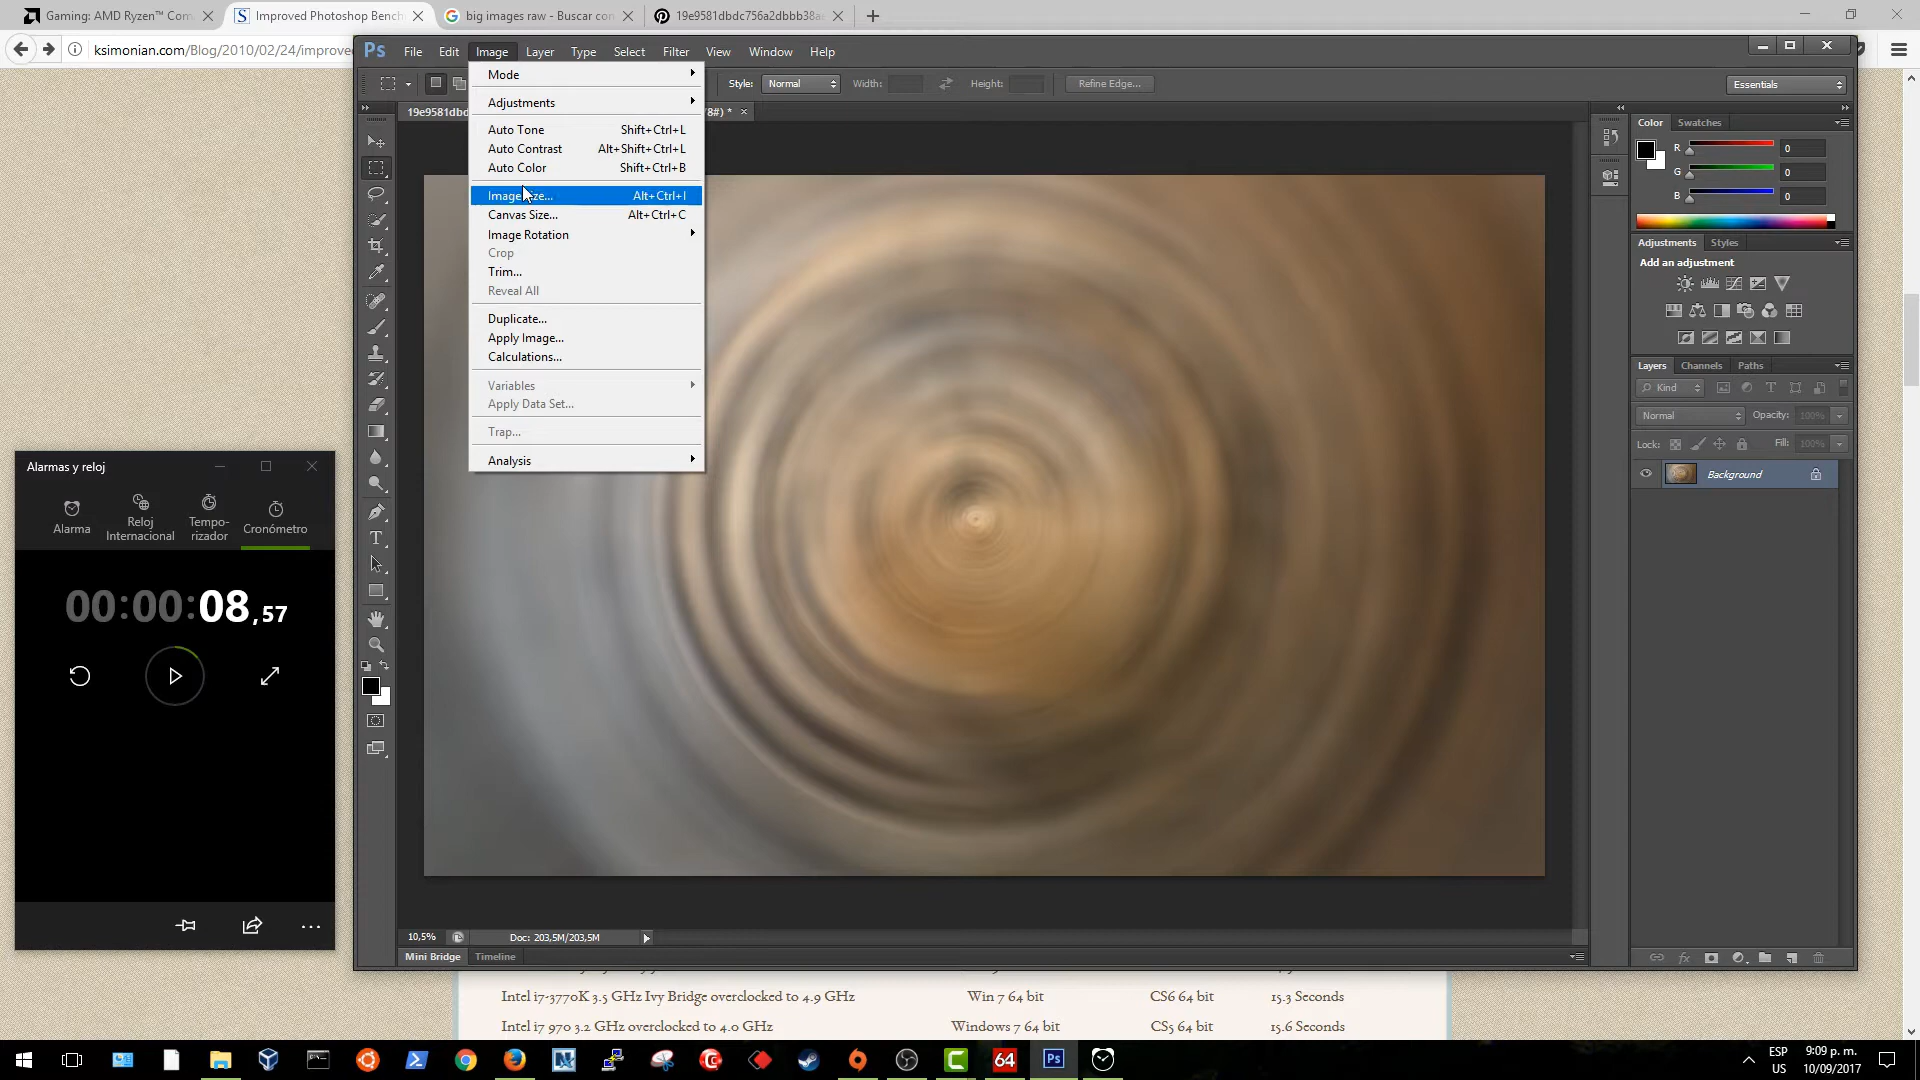 Gaming: AMD Ryzen™ Com
Improved Photoshop Bench
big images raw - Buscar con
19e9581dbdc756a2dbbb38a
ksimonian.com/Blog/2010/02/24/improve
Ps File Edit Image Layer Type Select Filter View Window Help
Style: Normal Width: Height: Refine Edge... Essentials
19e9581dbd
/8#) *
Mode
Adjustments
Auto Tone Shift+Ctrl+L
Auto Contrast Alt+Shift+Ctrl+L
Auto Color Shift+Ctrl+B
Image Size... Alt+Ctrl+I
Canvas Size... Alt+Ctrl+C
Image Rotation
Crop
Trim...
Reveal All
Duplicate...
Apply Image...
Calculations...
Variables
Apply Data Set...
Trap...
Analysis
Color Swatches
R 0
G 0
B 0
Adjustments Styles
Add an adjustment
Layers Channels Paths
Kind
Normal Opacity: 100%
Lock: Fill: 100%
Background
Alarmas y reloj
Alarma
Reloj
Internacional
Tempo-
rizador
Cronómetro
00:00:08,57
10,5% Doc: 203,5M/203,5M
Mini Bridge Timeline
Intel i7-3770K 3.5 GHz Ivy Bridge overclocked to 4.9 GHz Win 7 64 bit CS6 64 bit 15.3 Seconds
Intel i7 970 3.2 GHz overclocked to 4.0 GHz Windows 7 64 bit CS5 64 bit 15.6 Seconds
64
Ps
ESP
US
9:09 p. m.
10/09/2017